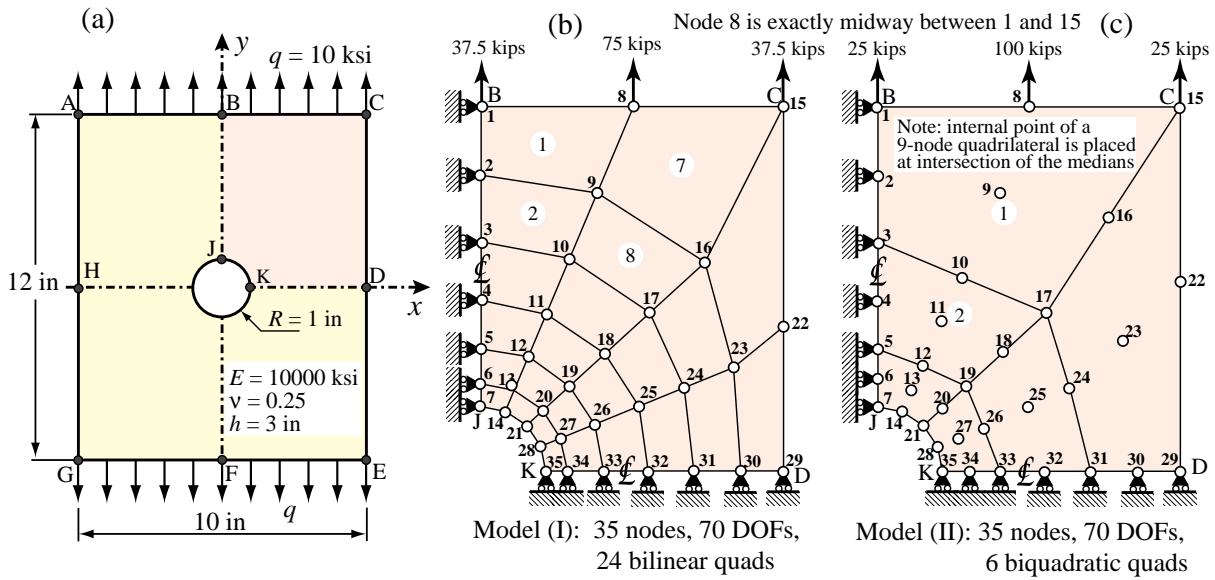 (a)
y
q = 10 ksi
A
B
C
J
H
K
D
x
12 in
R = 1 in
E = 10000 ksi
ν = 0.25
h = 3 in
G
F
E
q
10 in
Node 8 is exactly midway between 1 and 15
37.5 kips
(b)
75 kips
37.5 kips
B
8
C
15
1
1
7
2
9
2
3
10
8
16
℄
4
11
17
22
5
12
18
23
6
13
19
24
7
20
25
J
14
21
27
26
28
K
35
34
33
℄
32
31
30
29
D
Model (I): 35 nodes, 70 DOFs,
24 bilinear quads
25 kips
100 kips
(c)
25 kips
B
8
C
15
1
Note: internal point of a
9-node quadrilateral is placed
at intersection of the medians
2
9
1
16
3
10
℄
22
4
11
2
17
23
5
12
18
6
13
19
24
7
20
25
J
14
21
27
26
28
K
35
34
33
℄
32
31
30
29
D
Model (II): 35 nodes, 70 DOFs,
6 biquadratic quads